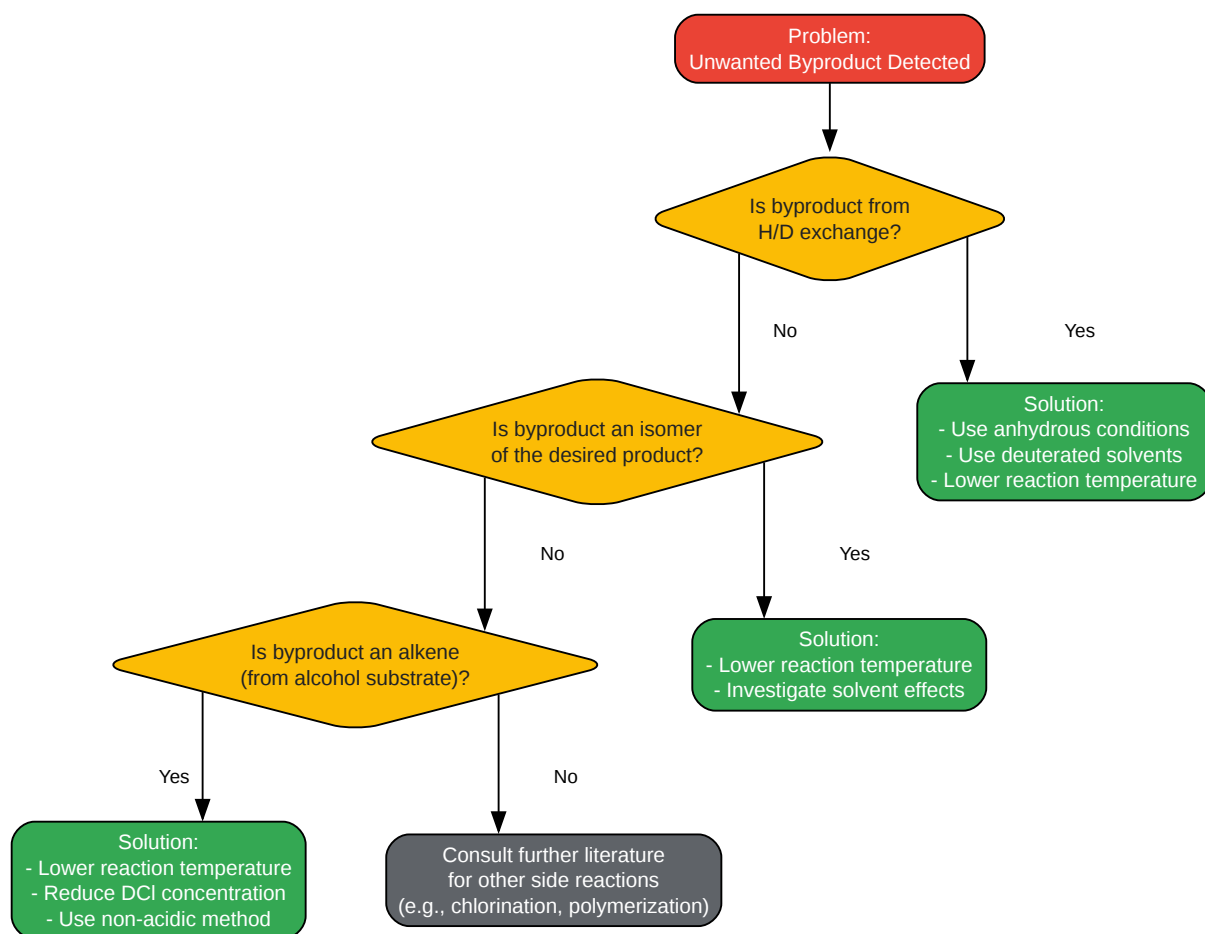 Problem:
Unwanted Byproduct Detected
Is byproduct from
H/D exchange?
No
Yes
Solution:
- Use anhydrous conditions
- Use deuterated solvents
- Lower reaction temperature
Is byproduct an isomer
of the desired product?
No
Yes
Solution:
- Lower reaction temperature
- Investigate solvent effects
Is byproduct an alkene
(from alcohol substrate)?
Yes
No
Solution:
- Lower reaction temperature
- Reduce DCl concentration
- Use non-acidic method
Consult further literature
for other side reactions
(e.g., chlorination, polymerization)